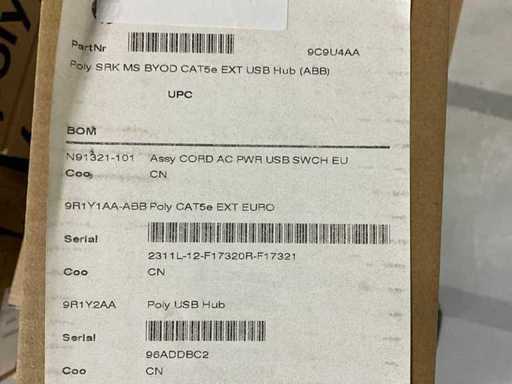 PartNr 9C9U4AA
Poly SRK MS BYOD CAT5e EXT USB Hub (ABB)
UPC
BOM
N91321-101 Assy CORD AC PWR USB SWCH EU
Coo CN
9R1Y1AA-ABB Poly CAT5e EXT EURO
Serial
2311L-12-F17320R-F17321
Coo CN
9R1Y2AA Poly USB Hub
Serial
96ADDBC2
Coo CN